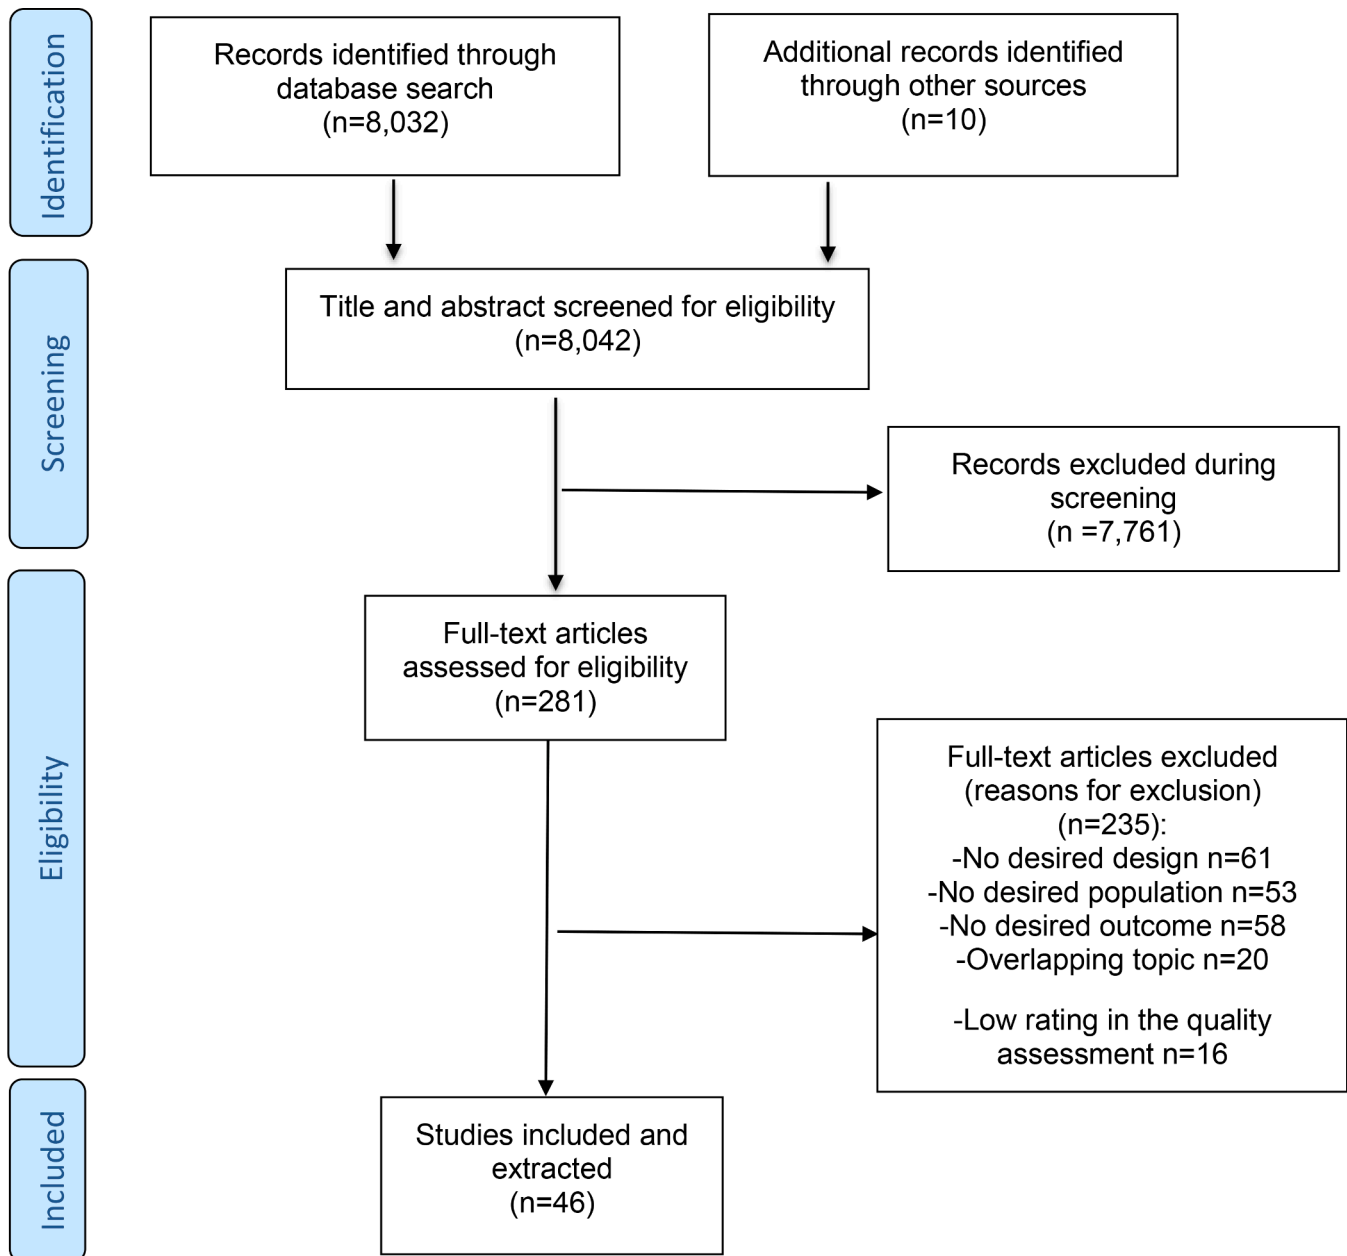 Identification
Records identified through
database search
(n=8,032)
Additional records identified
through other sources
(n=10)
Screening
Title and abstract screened for eligibility
(n=8,042)
Records excluded during
screening
(n =7,761)
Eligibility
Full-text articles
assessed for eligibility
(n=281)
Full-text articles excluded
(reasons for exclusion)
(n=235):
-No desired design n=61
-No desired population n=53
-No desired outcome n=58
-Overlapping topic n=20
-Low rating in the quality
assessment n=16
Included
Studies included and
extracted
(n=46)